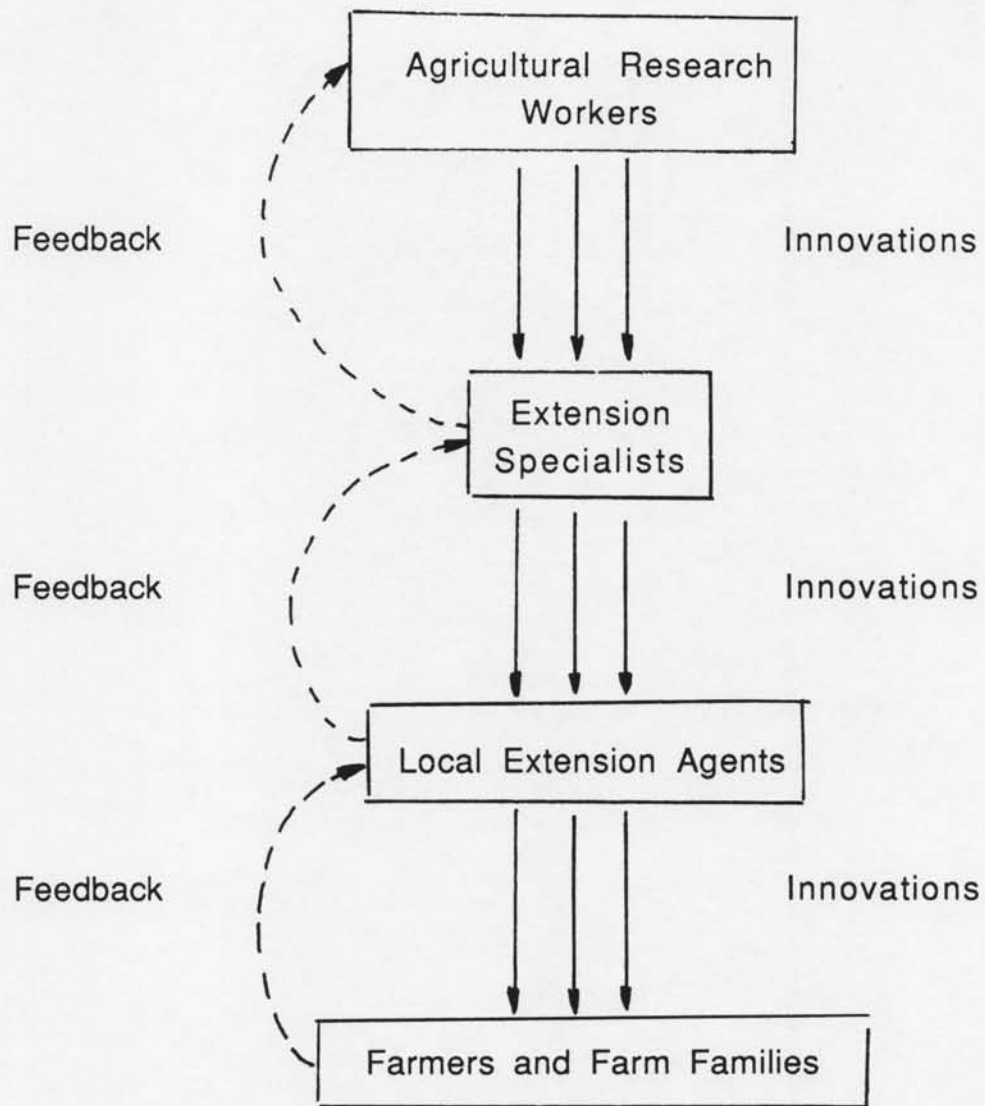 Agricultural Research
Workers
Feedback
Innovations
Extension
Specialists
Feedback
Innovations
Local Extension Agents
Feedback
Innovations
Farmers and Farm Families